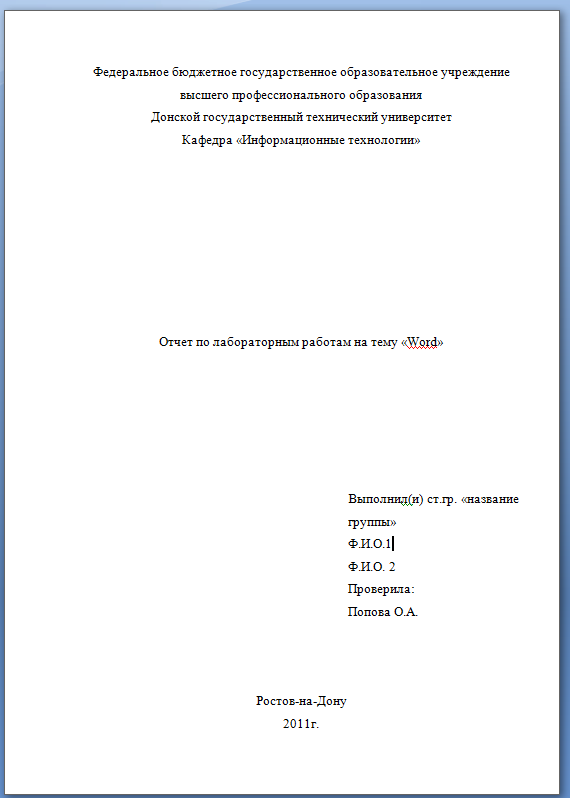 Федеральное бюджетное государственное образовательное учреждение
высшего профессионального образования
Донской государственный технический университет
Кафедра «Информационные технологии»
Отчет по лабораторным работам на тему «Word»
Выполнил(и) ст.гр. «название
группы»
Ф.И.О.1
Ф.И.О. 2
Проверила:
Попова О.А.
Ростов-на-Дону
2011г.